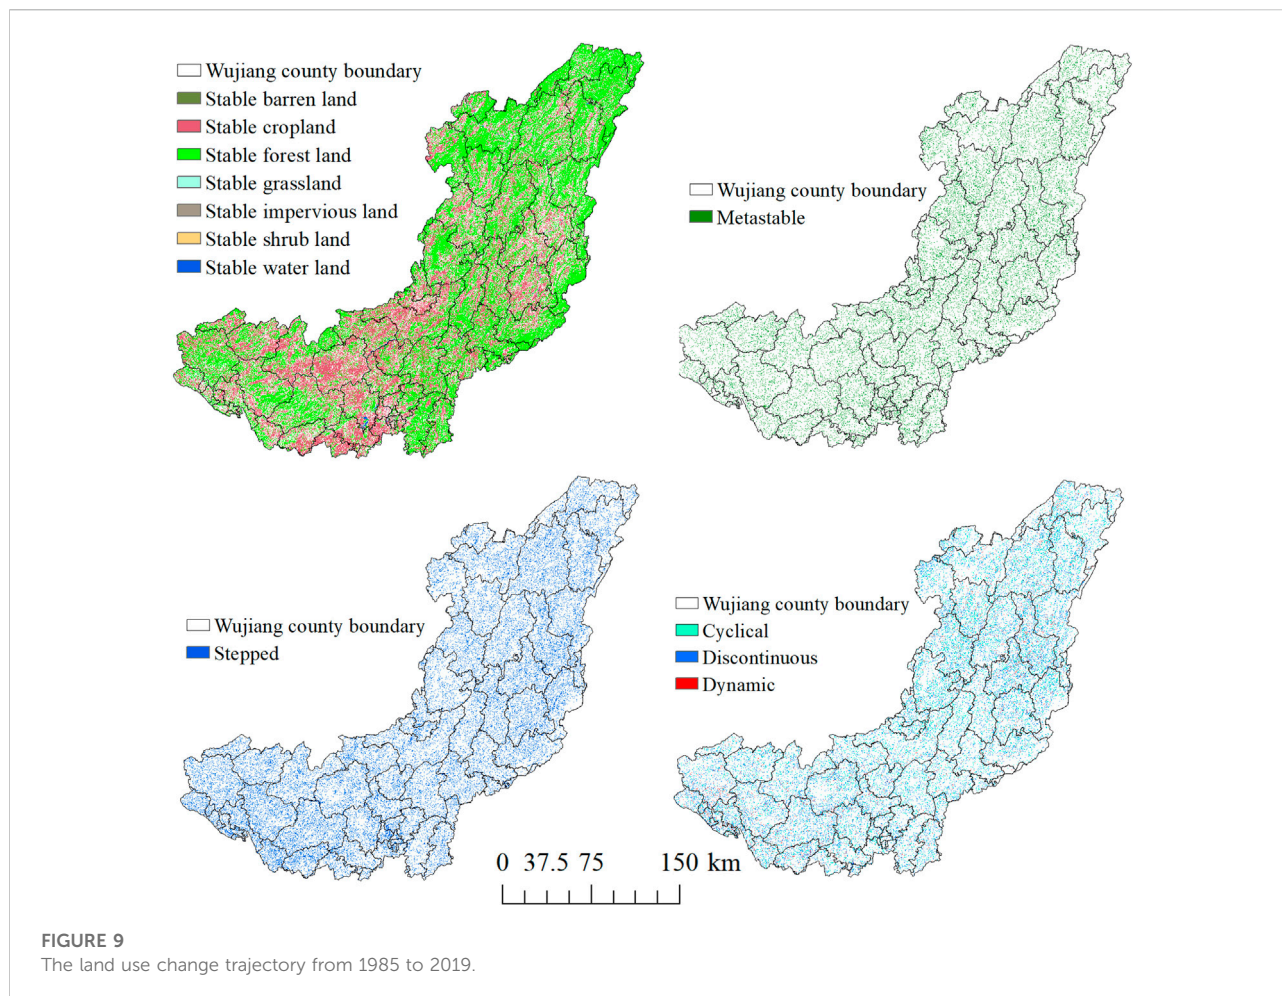 Wujiang county boundary
Stable barren land
Stable cropland
Stable forest land
Stable grassland
Stable impervious land
Stable shrub land
Stable water land
Wujiang county boundary
Metastable
Wujiang county boundary
Stepped
Wujiang county boundary
Cyclical
Discontinuous
Dynamic
0 37.5 75 150 km
FIGURE 9
The land use change trajectory from 1985 to 2019.